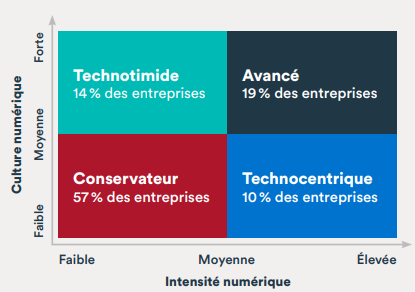 Culture numérique
Forte
Moyenne
Faible
Technotimide
14 % des entreprises
Avancé
19 % des entreprises
Conservateur
57 % des entreprises
Technocentrique
10 % des entreprises
Faible
Moyenne
Élevée
Intensité numérique